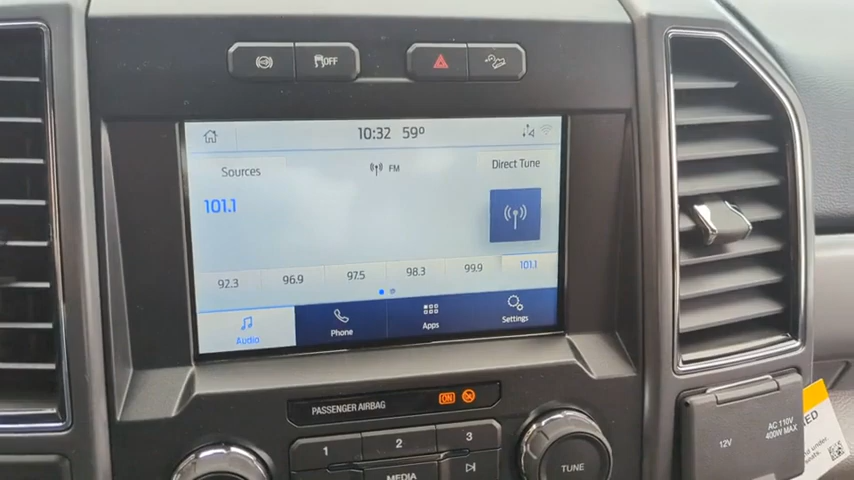 OFF
10:32 59°
Sources
FM
Direct Tune
101.1
92.3 96.9 97.5 98.3 99.9 101.1
Audio
Phone
Apps
Settings
PASSENGER AIRBAG ON
1 2 3
MEDIA
TUNE
12V
AC 110V
400W MAX